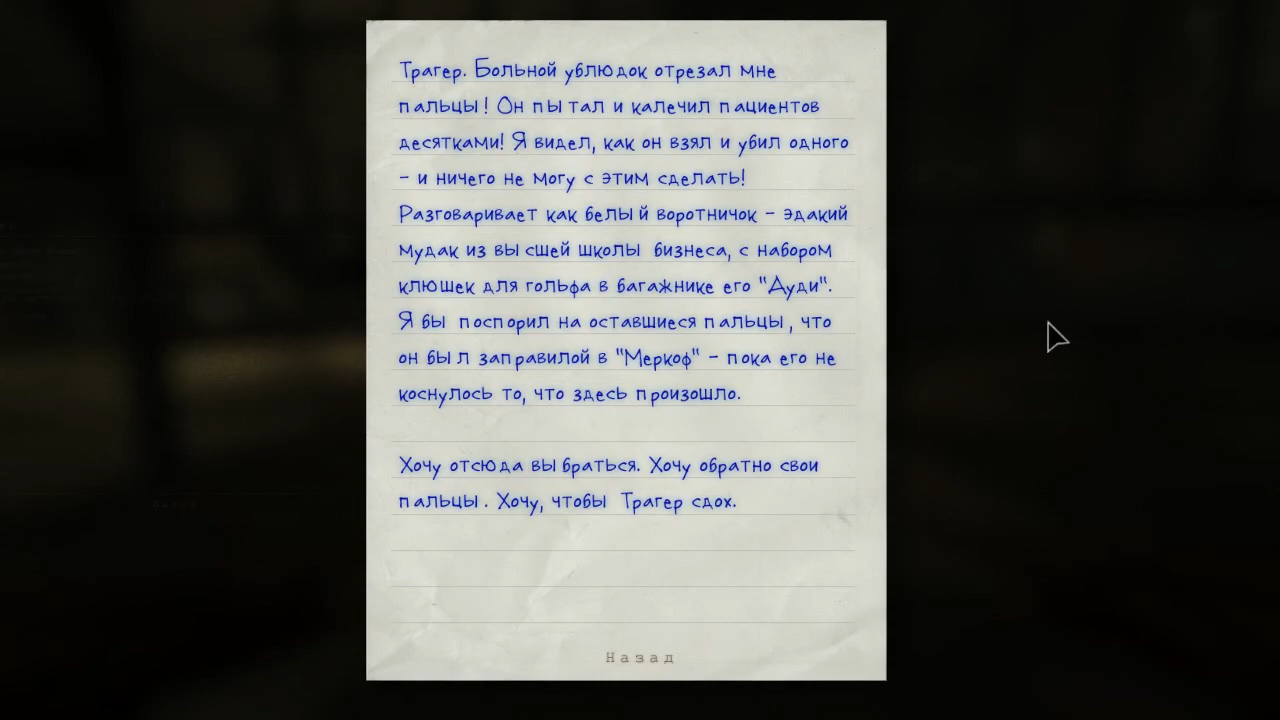 Трагер. Больной ублюдок отрезал мне
пальцы! Он пытал и калечил пациентов
десятками! Я видел, как он взял и убил одного
- и ничего не могу с этим сделать!
Разговаривает как белый воротничок - эдакий
мудак из высшей школы бизнеса, с набором
клюшек для гольфа в багажнике его "Ауди".
Я бы поспорил на оставшиеся пальцы, что
он был заправилой в "Меркоф" - пока его не
коснулось то, что здесь произошло.
Хочу отсюда выбраться. Хочу обратно свои
пальцы. Хочу, чтобы Трагер сдох.
Назад